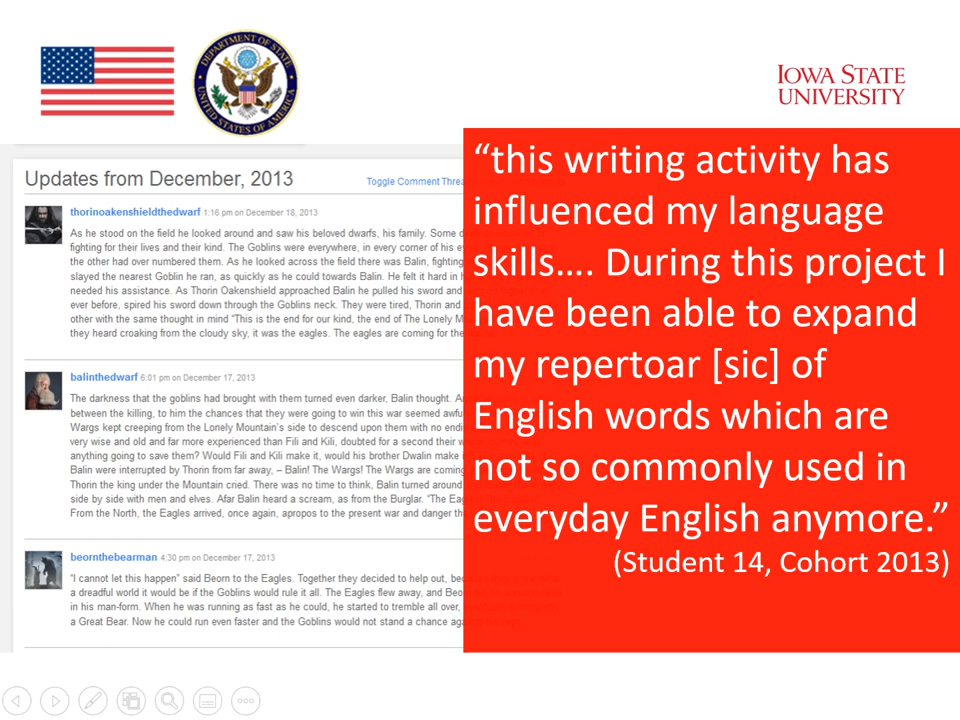 DEPARTMENT OF STATE
UNITED STATES OF AMERICA
IOWA STATE
UNIVERSITY
Updates from December, 2013
Toggle Comment Threa
thorinoakenshieldthedwarf 1:16 pm on December 18, 2013
As he stood on the field he looked around and saw his beloved dwarfs, his family. Some
fighting for their lives and their kind. The Goblins were everywhere, in every corner of his
the other had over numbered them. As he looked across the field there was Balin, fighting
slayed the nearest Goblin he ran, as quickly as he could towards Balin. He felt it hard in
needed his assistance. As Thorin Oakenshield approached Balin he pulled his sword and
ever before, spired his sword down through the Goblins neck. They were tired, Thorin and
other with the same thought in mind “This is the end for our kind, the end of The Lonely
they heard croaking from the cloudy sky, it was the eagles. The eagles are coming for the
balinthedwarf 6:01 pm on December 17, 2013
The darkness that the goblins had brought with them turned even darker, Balin thought.
between the killing, to him the chances that they were going to win this war seemed
Wargs kept creeping from the Lonely Mountain’s side to descend upon them with no
very wise and old and far more experienced than Fili and Kili, doubted for a second their
anything going to save them? Would Fili and Kili make it, would his brother Dwalin make
Balin were interrupted by Thorin from far away, – Balin! The Wargs! The Wargs are coming
Thorin the king under the Mountain cried. There was no time to think, Balin turned around
side by side with men and elves. Afar Balin heard a scream, as from the Burglar. “The
From the North, the Eagles arrived, once again, apropos to the present war and danger
beornthebearman 4:30 pm on December 17, 2013
“I cannot let this happen” said Beorn to the Eagles. Together they decided to help out,
a dreadful world it would be if the Goblins would rule it all. The Eagles flew away, and
in his man-form. When he was running as fast as he could, he started to tremble all over,
a Great Bear. Now he could run even faster and the Goblins would not stand a chance
“this writing activity has
influenced my language
skills…. During this project I
have been able to expand
my repertoar [sic] of
English words which are
not so commonly used in
everyday English anymore.”
(Student 14, Cohort 2013)